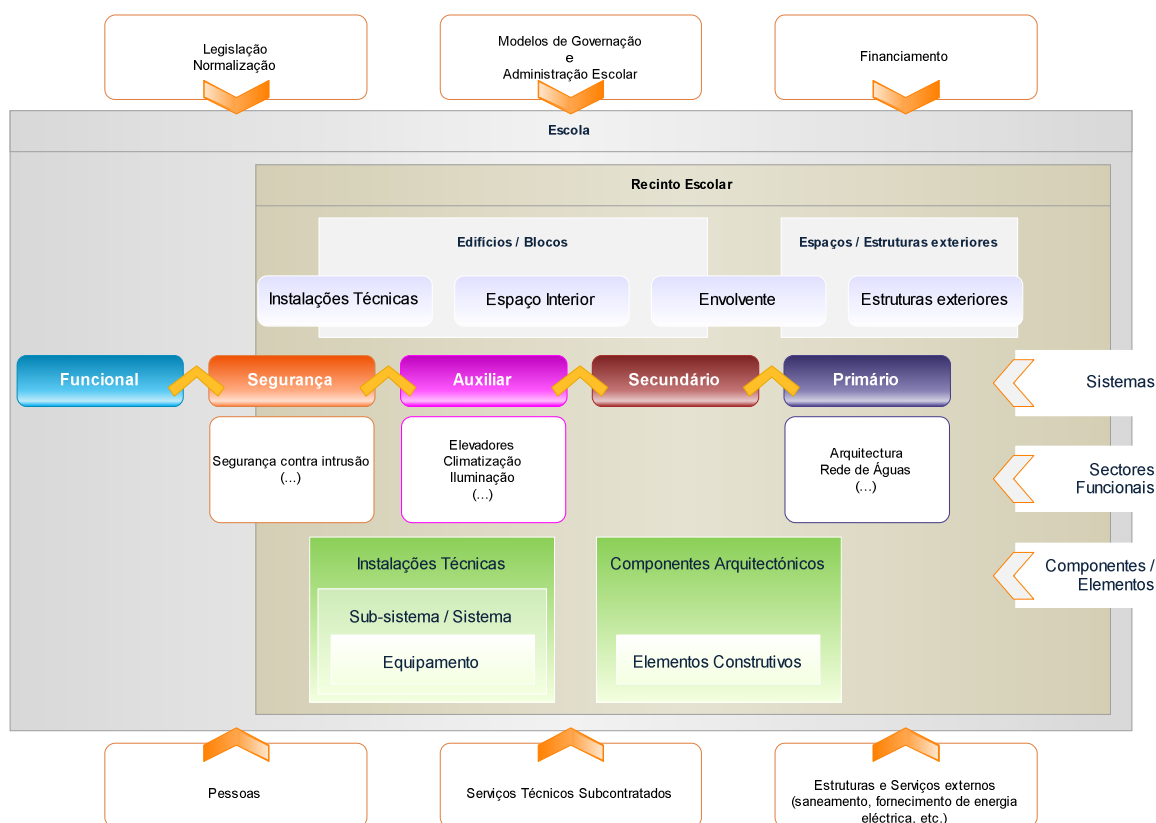 Legislação
Normalização
Modelos de Governação
e
Administração Escolar
Financiamento
Escola
Recinto Escolar
Edifícios / Blocos
Espaços / Estruturas exteriores
Instalações Técnicas
Espaço Interior
Envolvente
Estruturas exteriores
Funcional
Segurança
Auxiliar
Secundário
Primário
Sistemas
Segurança contra intrusão
(...)
Elevadores
Climatização
Iluminação
(...)
Arquitectura
Rede de Águas
(...)
Sectores
Funcionais
Instalações Técnicas
Sub-sistema / Sistema
Equipamento
Componentes Arquitectónicos
Elementos Construtivos
Componentes /
Elementos
Pessoas
Serviços Técnicos Subcontratados
Estruturas e Serviços externos
(saneamento, fornecimento de energia
eléctrica, etc.)